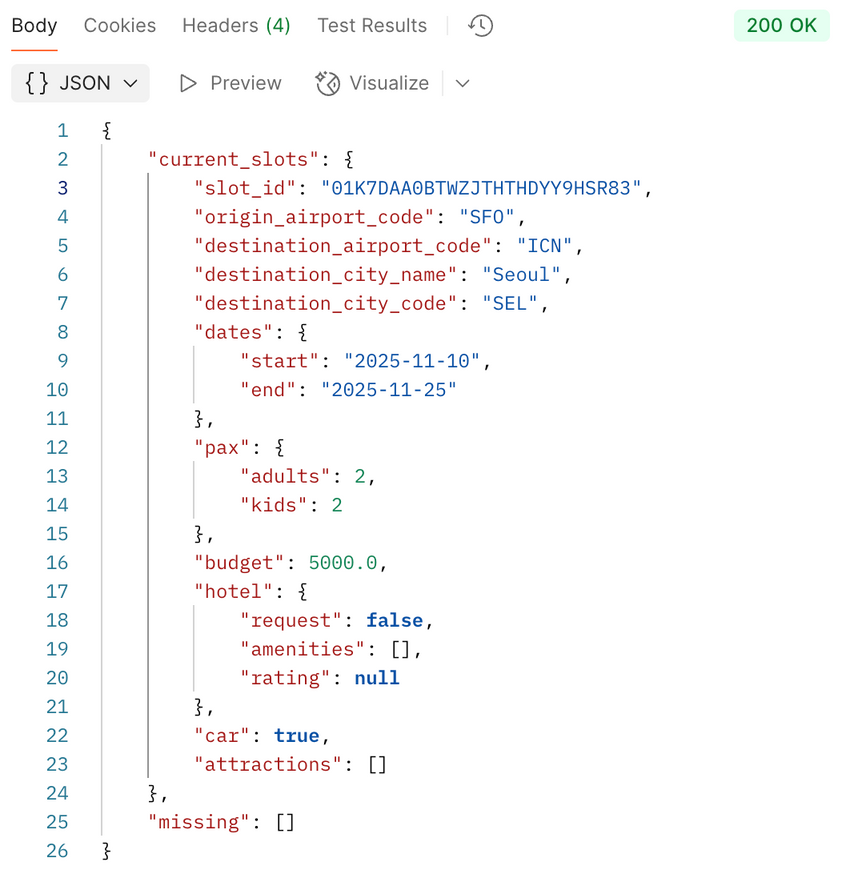 Body Cookies Headers (4) Test Results 200 OK
{} JSON Preview Visualize
1 {
2 "current_slots": {
3 "slot_id": "01K7DAA0BTWZJTHTHDYY9HSR83",
4 "origin_airport_code": "SFO",
5 "destination_airport_code": "ICN",
6 "destination_city_name": "Seoul",
7 "destination_city_code": "SEL",
8 "dates": {
9 "start": "2025-11-10",
10 "end": "2025-11-25"
11 },
12 "pax": {
13 "adults": 2,
14 "kids": 2
15 },
16 "budget": 5000.0,
17 "hotel": {
18 "request": false,
19 "amenities": [],
20 "rating": null
21 },
22 "car": true,
23 "attractions": []
24 },
25 "missing": []
26 }